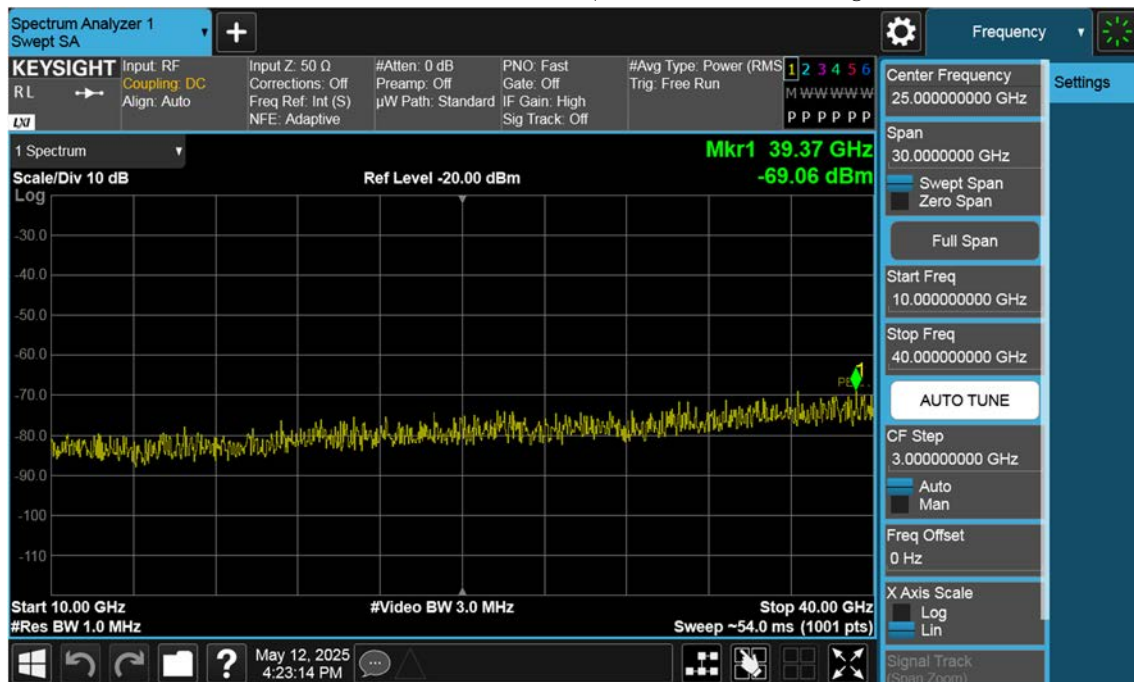 Spectrum Analyzer 1
Swept SA
+
Frequency
KEYSIGHT
RL
LXI
Input: RF
Coupling: DC
Align: Auto
Input Z: 50 Ω
Corrections: Off
Freq Ref: Int (S)
NFE: Adaptive
#Atten: 0 dB
Preamp: Off
µW Path: Standard
PNO: Fast
Gate: Off
IF Gain: High
Sig Track: Off
#Avg Type: Power (RMS
Trig: Free Run
1 2 3 4 5 6
M W W W W W
P P P P P P
1 Spectrum
Mkr1 39.37 GHz
Scale/Div 10 dB
Ref Level -20.00 dBm
-69.06 dBm
Log
-30.0
-40.0
-50.0
-60.0
-70.0
-80.0
-90.0
-100
-110
1
Start 10.00 GHz
#Video BW 3.0 MHz
Stop 40.00 GHz
#Res BW 1.0 MHz
Sweep ~54.0 ms (1001 pts)
?
May 12, 2025
4:23:14 PM
Center Frequency
25.000000000 GHz
Settings
Span
30.0000000 GHz
Swept Span
Zero Span
Full Span
Start Freq
10.000000000 GHz
Stop Freq
40.000000000 GHz
AUTO TUNE
CF Step
3.000000000 GHz
Auto
Man
Freq Offset
0 Hz
X Axis Scale
Log
Lin
Signal Track
(Span Zoom)